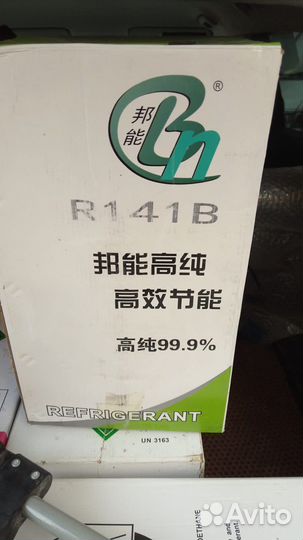 邦能
Bn ®
R141B
邦能高纯
高效节能
高纯99.9%
REFRIGERANT
UN 3163
Avito